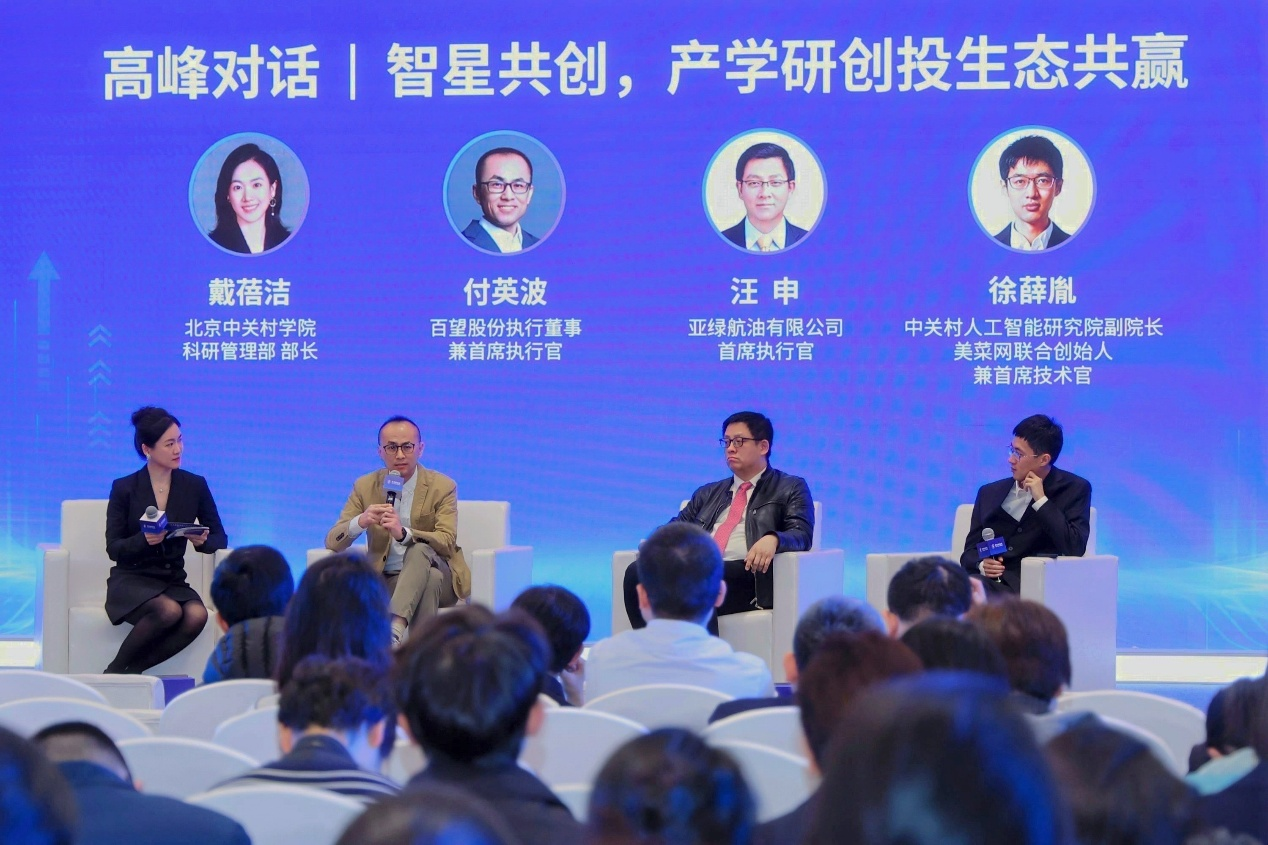 高峰对话｜智星共创，产学研创投生态共赢
戴蓓洁
北京中关村学院
科研管理部 部长
付英波
百望股份执行董事
兼首席执行官
汪 申
亚绿航油有限公司
首席执行官
徐薛胤
中关村人工智能研究院副院长
美菜网联合创始人
兼首席技术官